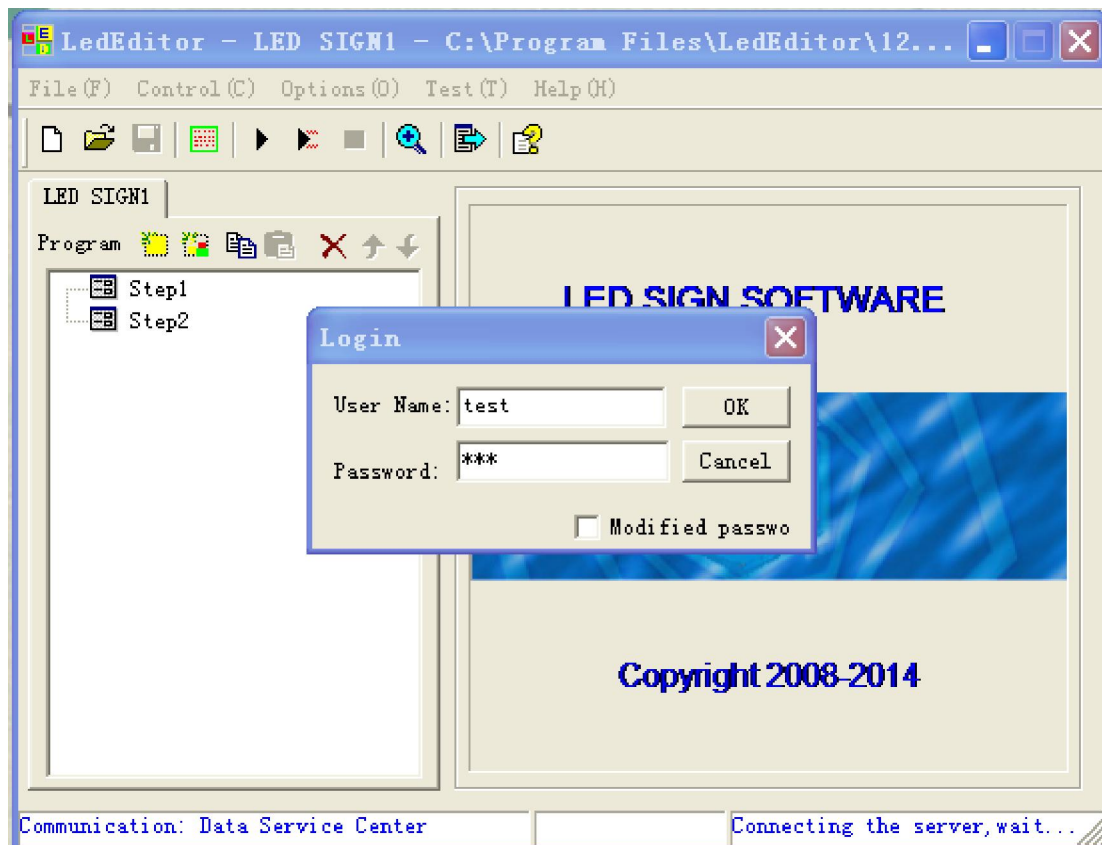 LedEditor - LED SIGN1 - C:\Program Files\LedEditor\12...
File(F) Control(C) Options(O) Test(T) Help(H)
LED SIGN1
Program
Step1
Step2
LED SIGN SOFTWARE
Login
User Name: test OK
Password: *** Cancel
Modified passwo
Copyright 2008-2014
Communication: Data Service Center Connecting the server,wait...